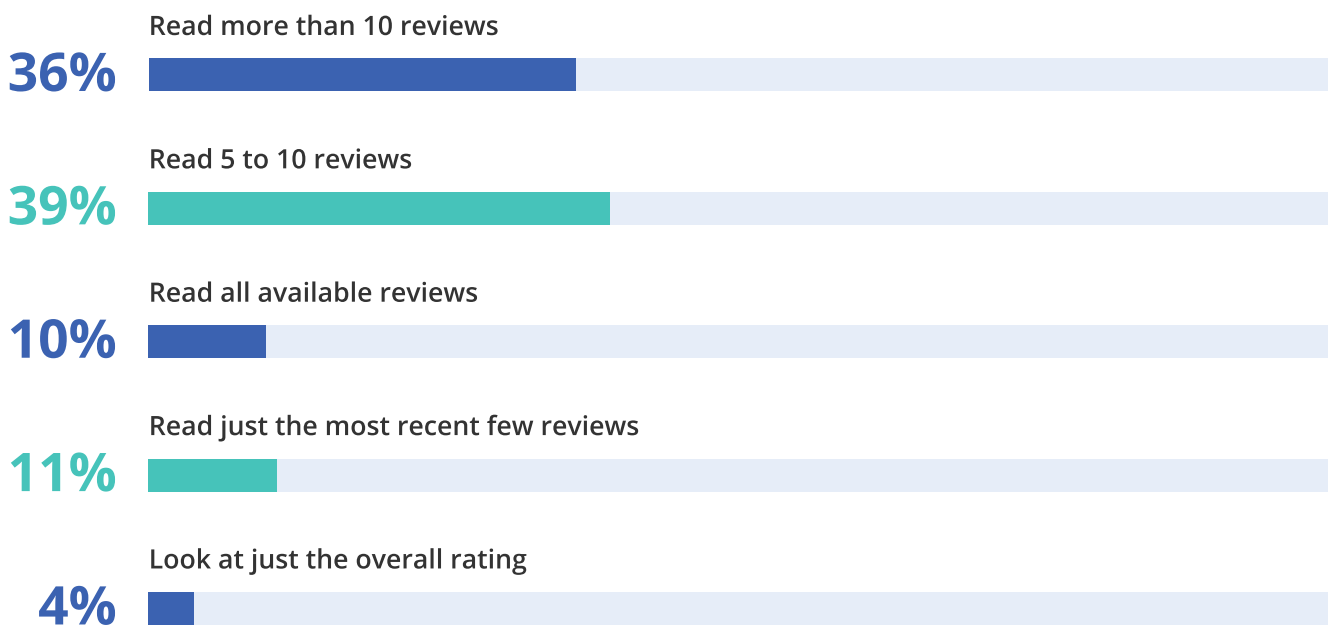 Read more than 10 reviews
36%
Read 5 to 10 reviews
39%
Read all available reviews
10%
Read just the most recent few reviews
11%
Look at just the overall rating
4%